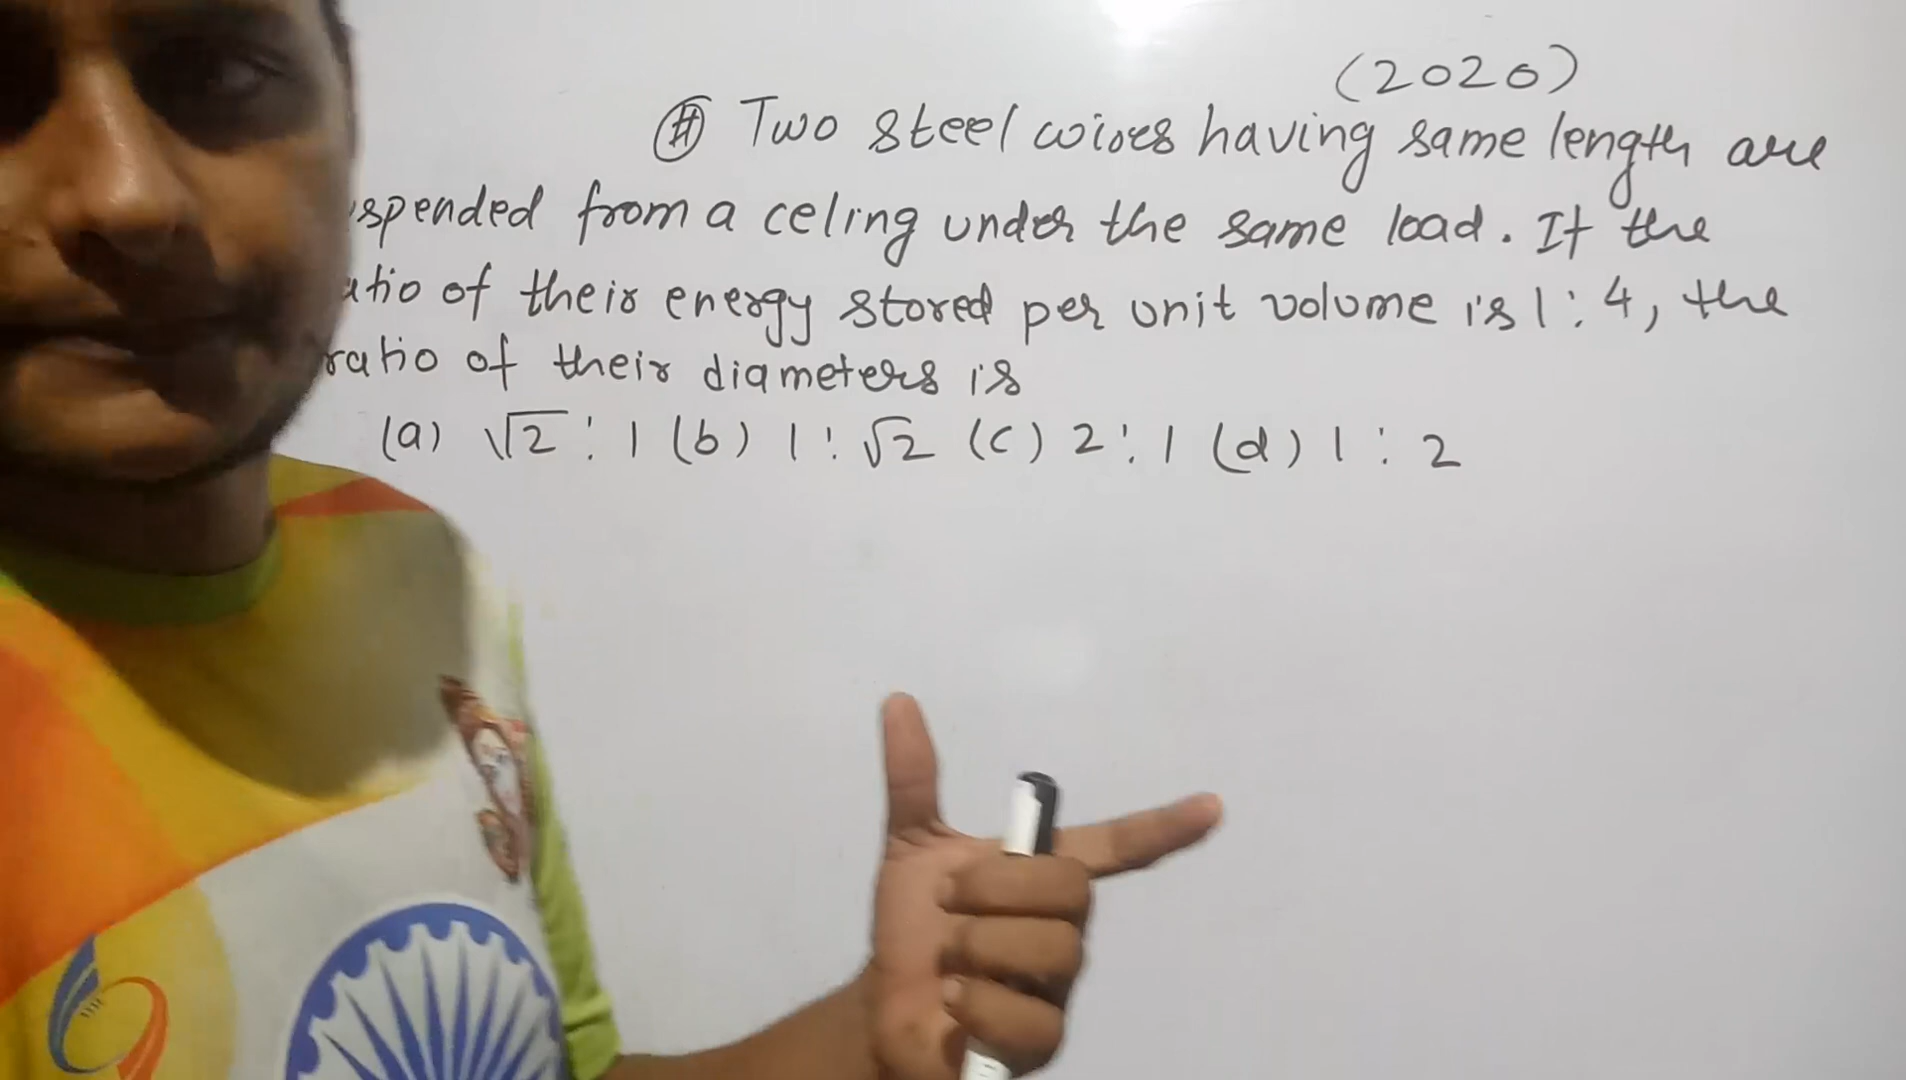 (2020)
# Two steel wires having same length are
spended from a celing under the same load. If the
atio of their energy stored per unit volume is 1 : 4, the
ratio of their diameters is
(a) √2 : 1 (b) 1 : √2 (c) 2 : 1 (d) 1 : 2